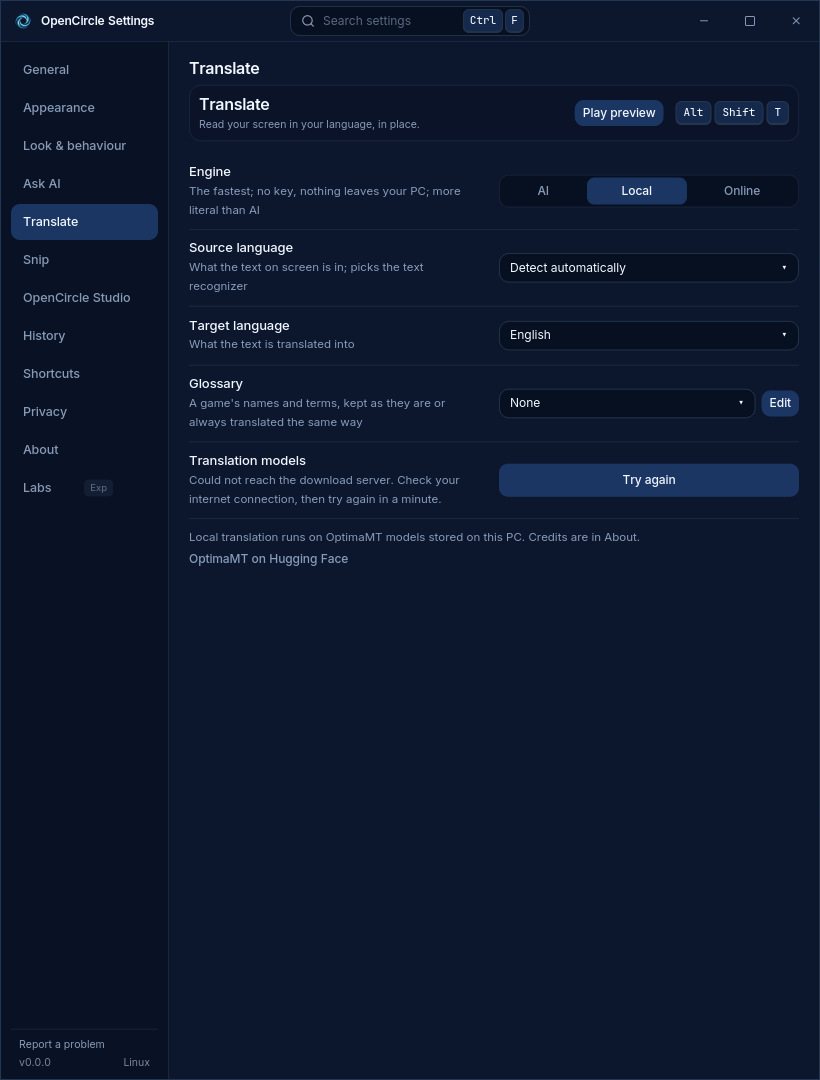 OpenCircle Settings
Search settings
Ctrl F
General
Appearance
Look & behaviour
Ask AI
Translate
Snip
OpenCircle Studio
History
Shortcuts
Privacy
About
Labs Exp
Report a problem
v0.0.0 Linux
Translate
Translate
Read your screen in your language, in place.
Play preview
Alt Shift T
Engine
The fastest; no key, nothing leaves your PC; more
literal than AI
AI Local Online
Source language
What the text on screen is in; picks the text
recognizer
Detect automatically
Target language
What the text is translated into
English
Glossary
A game's names and terms, kept as they are or
always translated the same way
None
Edit
Translation models
Could not reach the download server. Check your
internet connection, then try again in a minute.
Try again
Local translation runs on OptimaMT models stored on this PC. Credits are in About.
OptimaMT on Hugging Face